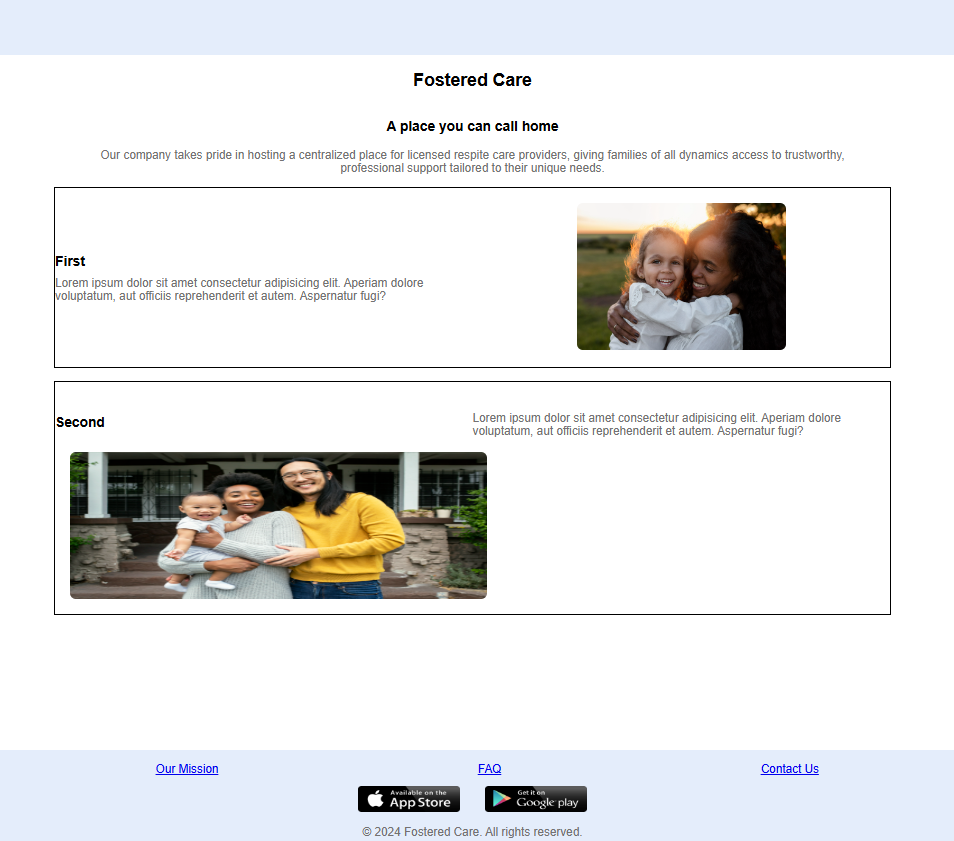 Fostered Care
A place you can call home
Our company takes pride in hosting a centralized place for licensed respite care providers, giving families of all dynamics access to trustworthy,
professional support tailored to their unique needs.
First
Lorem ipsum dolor sit amet consectetur adipisicing elit. Aperiam dolore
voluptatum, aut officiis reprehenderit et autem. Aspernatur fugi?
Second
Lorem ipsum dolor sit amet consectetur adipisicing elit. Aperiam dolore
voluptatum, aut officiis reprehenderit et autem. Aspernatur fugi?
Our Mission
FAQ
Contact Us
Available on the
App Store
Get it on
Google play
© 2024 Fostered Care. All rights reserved.